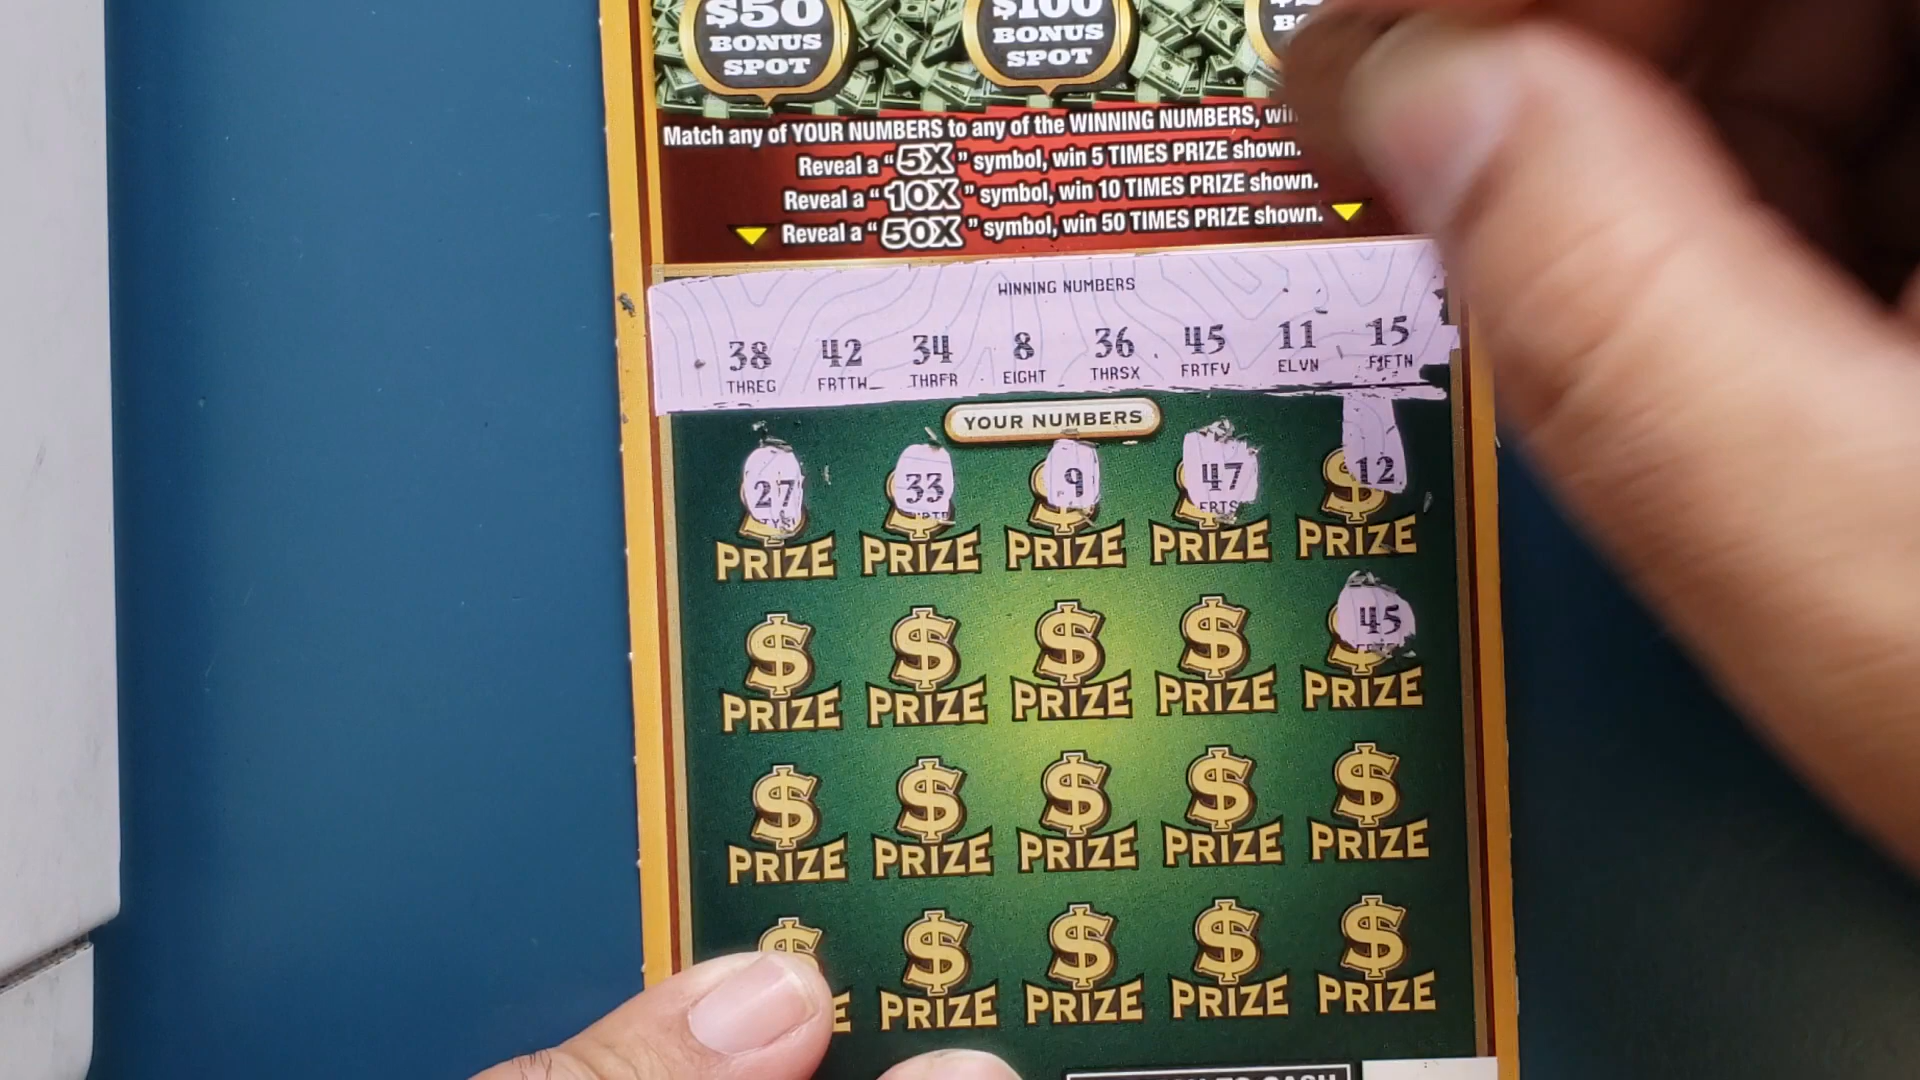 $50 $100
BONUS BONUS
SPOT SPOT
Match any of YOUR NUMBERS to any of the WINNING NUMBERS,
Reveal a "5X" symbol, win 5 TIMES PRIZE shown.
Reveal a "10X" symbol, win 10 TIMES PRIZE shown.
Reveal a "50X" symbol, win 50 TIMES PRIZE shown.
WINNING NUMBERS
38 42 34 8 36 45 11 15
THREG FRTTW THRFR EIGHT THRSX FRTFV ELVN FIFTN
YOUR NUMBERS
27 33 9 47 $12
FRTS
PRIZE PRIZE PRIZE PRIZE PRIZE
$ $ $ $ 45
PRIZE PRIZE PRIZE PRIZE PRIZE
$ $ $ $ $
PRIZE PRIZE PRIZE PRIZE PRIZE
$ $ $ $ $
PRIZE PRIZE PRIZE PRIZE